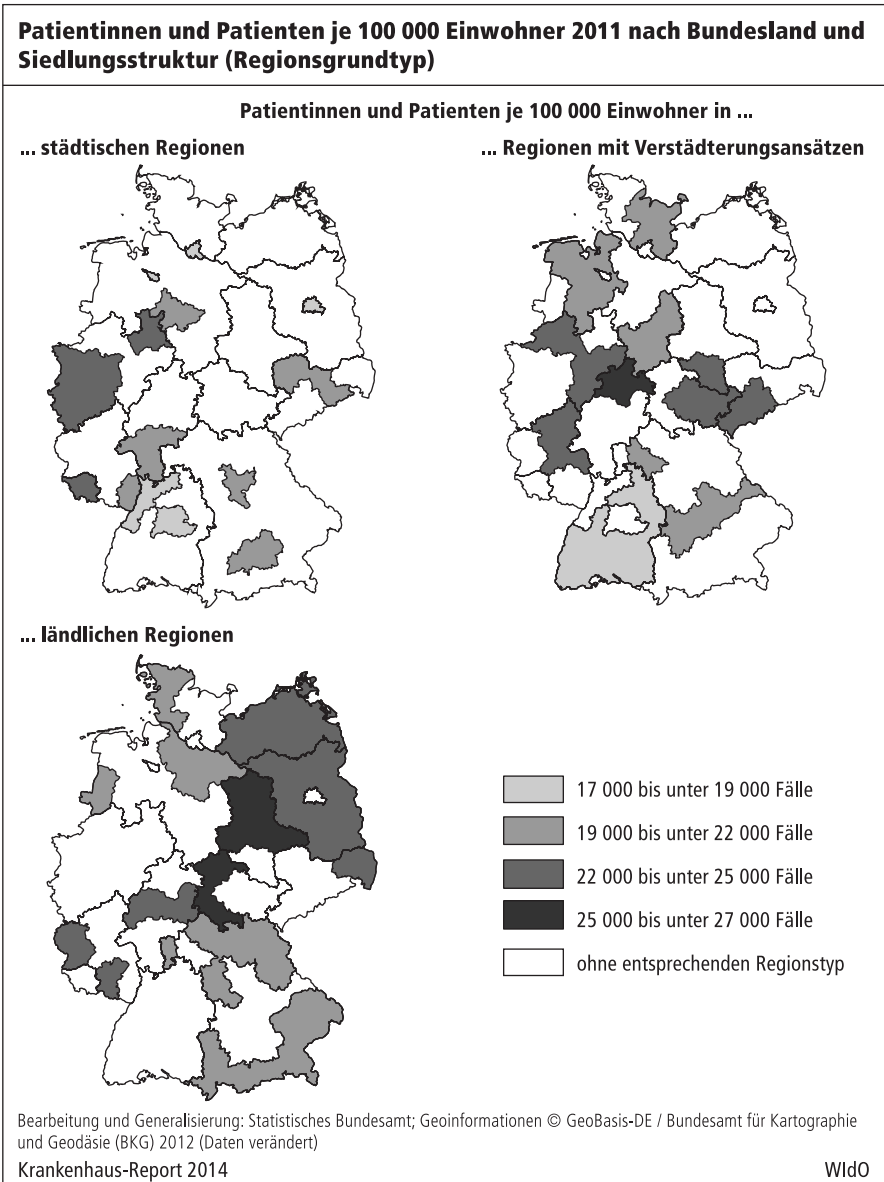 Patientinnen und Patienten je 100 000 Einwohner 2011 nach Bundesland und
Siedlungsstruktur (Regionsgrundtyp)
Patientinnen und Patienten je 100 000 Einwohner in ...
... städtischen Regionen
... Regionen mit Verstädterungsansätzen
... ländlichen Regionen
17 000 bis unter 19 000 Fälle
19 000 bis unter 22 000 Fälle
22 000 bis unter 25 000 Fälle
25 000 bis unter 27 000 Fälle
ohne entsprechenden Regionstyp
Bearbeitung und Generalisierung: Statistisches Bundesamt; Geoinformationen © GeoBasis-DE / Bundesamt für Kartographie
und Geodäsie (BKG) 2012 (Daten verändert)
Krankenhaus-Report 2014
WIdO